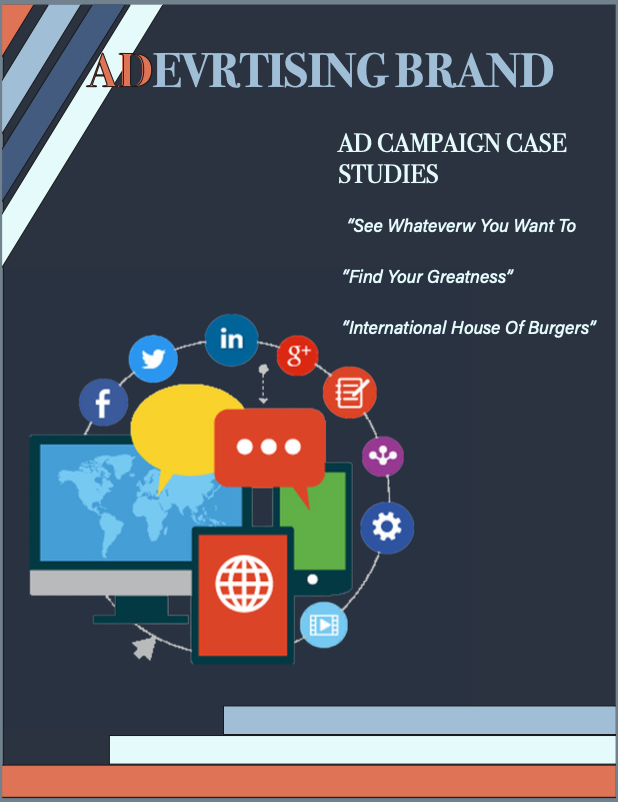 ADEVRTISING BRAND
AD CAMPAIGN CASE
STUDIES
“See Whateverw You Want To
“Find Your Greatness”
“International House Of Burgers”
in
g+
f